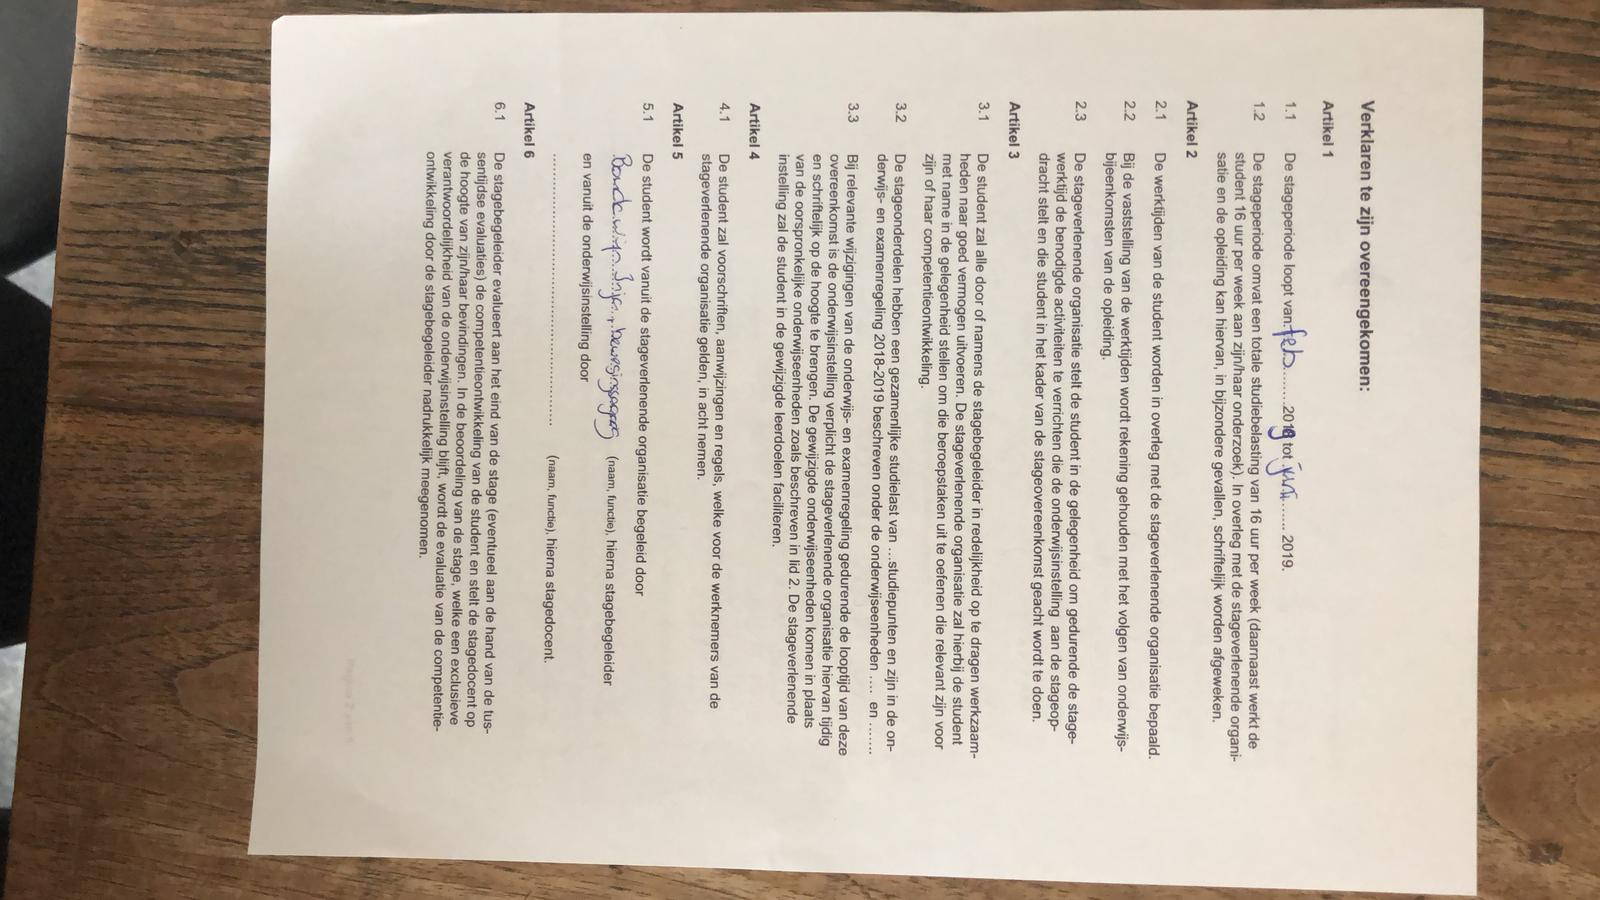 Verklaren te zijn overeengekomen:
Artikel 1
1.1 De stageperiode loopt van feb ........2019 tot juni....... 2019.
1.2 De stageperiode omvat een totale studiebelasting van 16 uur per week (daarnaast werkt de
student 16 uur per week aan zijn/haar onderzoek). In overleg met de stageverlenende organi-
satie en de opleiding kan hiervan, in bijzondere gevallen, schriftelijk worden afgeweken.
Artikel 2
2.1 De werktijden van de student worden in overleg met de stageverlenende organisatie bepaald.
2.2 Bij de vaststelling van de werktijden wordt rekening gehouden met het volgen van onderwijs-
bijeenkomsten van de opleiding.
2.3 De stageverlenende organisatie stelt de student in de gelegenheid om gedurende de stage-
werktijd de benodigde activiteiten te verrichten die de onderwijsinstelling aan de stageop-
dracht stelt en die student in het kader van de stageovereenkomst geacht wordt te doen.
Artikel 3
3.1 De student zal alle door of namens de stagebegeleider in redelijkheid op te dragen werkzaam-
heden naar goed vermogen uitvoeren. De stageverlenende organisatie zal hierbij de student
met name in de gelegenheid stellen om die beroepstaken uit te oefenen die relevant zijn voor
zijn of haar competentieontwikkeling.
3.2 De stageonderdelen hebben een gezamenlijke studielast van ...studiepunten en zijn in de on-
derwijs- en examenregeling 2018-2019 beschreven onder de onderwijseenheden .... en .......
3.3 Bij relevante wijzigingen van de onderwijs- en examenregeling gedurende de looptijd van deze
overeenkomst is de onderwijsinstelling verplicht de stageverlenende organisatie hiervan tijdig
en schriftelijk op de hoogte te brengen. De gewijzigde onderwijseenheden komen in plaats
van de oorspronkelijke onderwijseenheden zoals beschreven in lid 2. De stageverlenende
instelling zal de student in de gewijzigde leerdoelen faciliteren.
Artikel 4
4.1 De student zal voorschriften, aanwijzingen en regels, welke voor de werknemers van de
stageverlenende organisatie gelden, in acht nemen.
Artikel 5
5.1 De student wordt vanuit de stageverlenende organisatie begeleid door
(naam, functie), hierna stagebegeleider
en vanuit de onderwijsinstelling door
............................................................ (naam, functie), hierna stagedocent.
Artikel 6
6.1 De stagebegeleider evalueert aan het eind van de stage (eventueel aan de hand van de tus-
sentijdse evaluaties) de competentieontwikkeling van de student en stelt de stagedocent op
de hoogte van zijn/haar bevindingen. In de beoordeling van de stage, welke een exclusieve
verantwoordelijkheid van de onderwijsinstelling blijft, wordt de evaluatie van de competentie-
ontwikkeling door de stagebegeleider nadrukkelijk meegenomen.